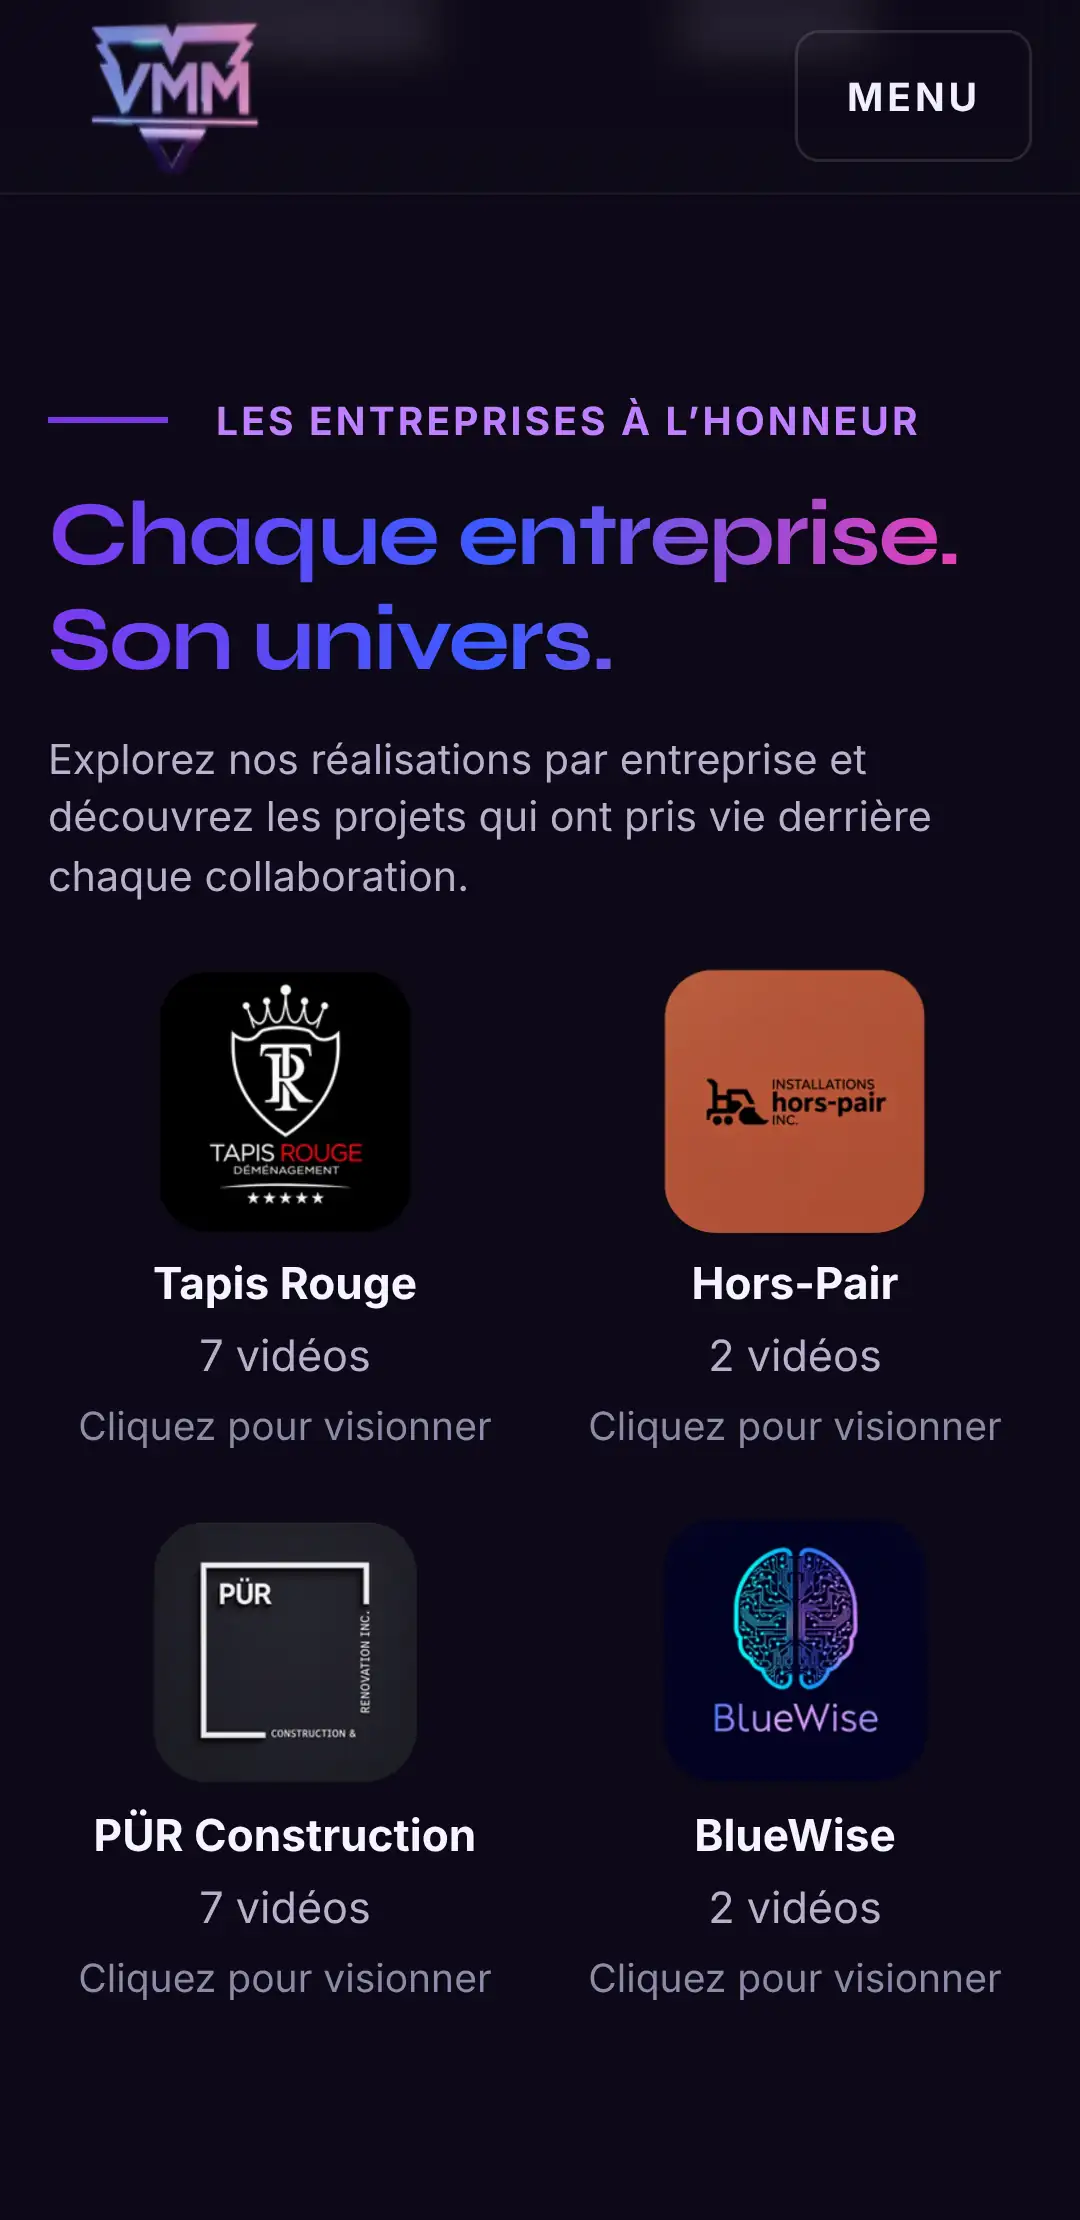 VMM
MENU
LES ENTREPRISES À L’HONNEUR
Chaque entreprise.
Son univers.
Explorez nos réalisations par entreprise et
découvrez les projets qui ont pris vie derrière
chaque collaboration.
TR
TAPIS ROUGE
DÉMÉNAGEMENT
INSTALLATIONS
hors-pair
INC.
Tapis Rouge
Hors-Pair
7 vidéos
2 vidéos
Cliquez pour visionner
Cliquez pour visionner
PÜR
CONSTRUCTION &
RENOVATION INC.
BlueWise
PÜR Construction
BlueWise
7 vidéos
2 vidéos
Cliquez pour visionner
Cliquez pour visionner